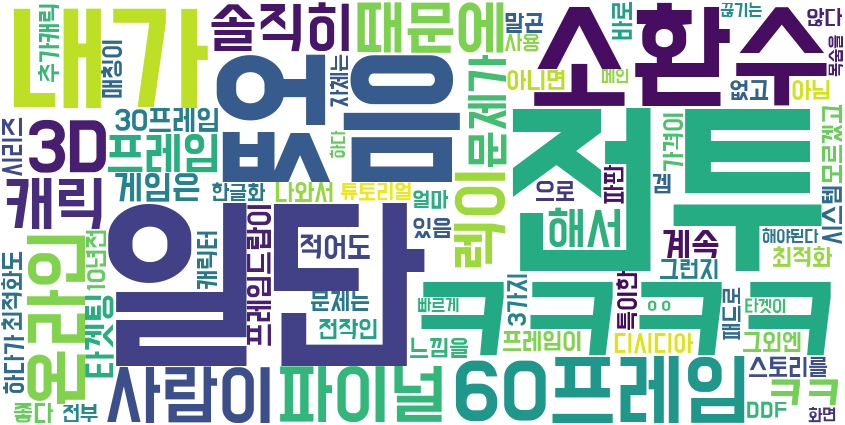 내가
솔직히
때문에
말곤
사용
소환수
바로
끊기는
않다
목숨을
추가캐릭
매칭이
없음
자체는
아니면
메인
없고
아님
30프레임
시리즈
3D
프레임
하다
렉이
문제가
전투
가격이
모르겠고
캐릭
게임은
한글화
나와서
튜토리얼
얼마
으로
파판
겜
시스템
해서
일단
온라인
10년전
캐릭터
프레임드랍이
적어도
있음
계속
해야된다
최적화
그런지
하다가
최적화도
타겟팅
문제는
전작인
빠르게
ㅋㅋㅋㅋ
3가지
특이한
ㅇㅇ
패드로
타겟이
느낌을
프레임이
디시디아
그외엔
스토리를
좋다
전부
사람이
파이널
60프레임
DDF
ㅋㅋ
화면